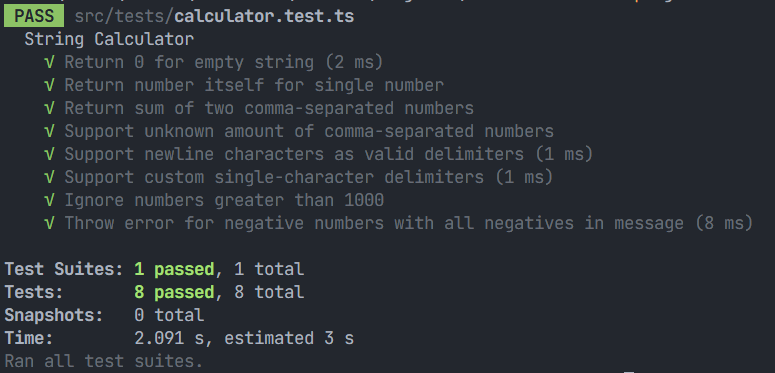 PASS src/tests/calculator.test.ts
String Calculator
√ Return 0 for empty string (2 ms)
√ Return number itself for single number
√ Return sum of two comma-separated numbers
√ Support unknown amount of comma-separated numbers
√ Support newline characters as valid delimiters (1 ms)
√ Support custom single-character delimiters (1 ms)
√ Ignore numbers greater than 1000
√ Throw error for negative numbers with all negatives in message (8 ms)
Test Suites: 1 passed, 1 total
Tests: 8 passed, 8 total
Snapshots: 0 total
Time: 2.091 s, estimated 3 s
Ran all test suites.